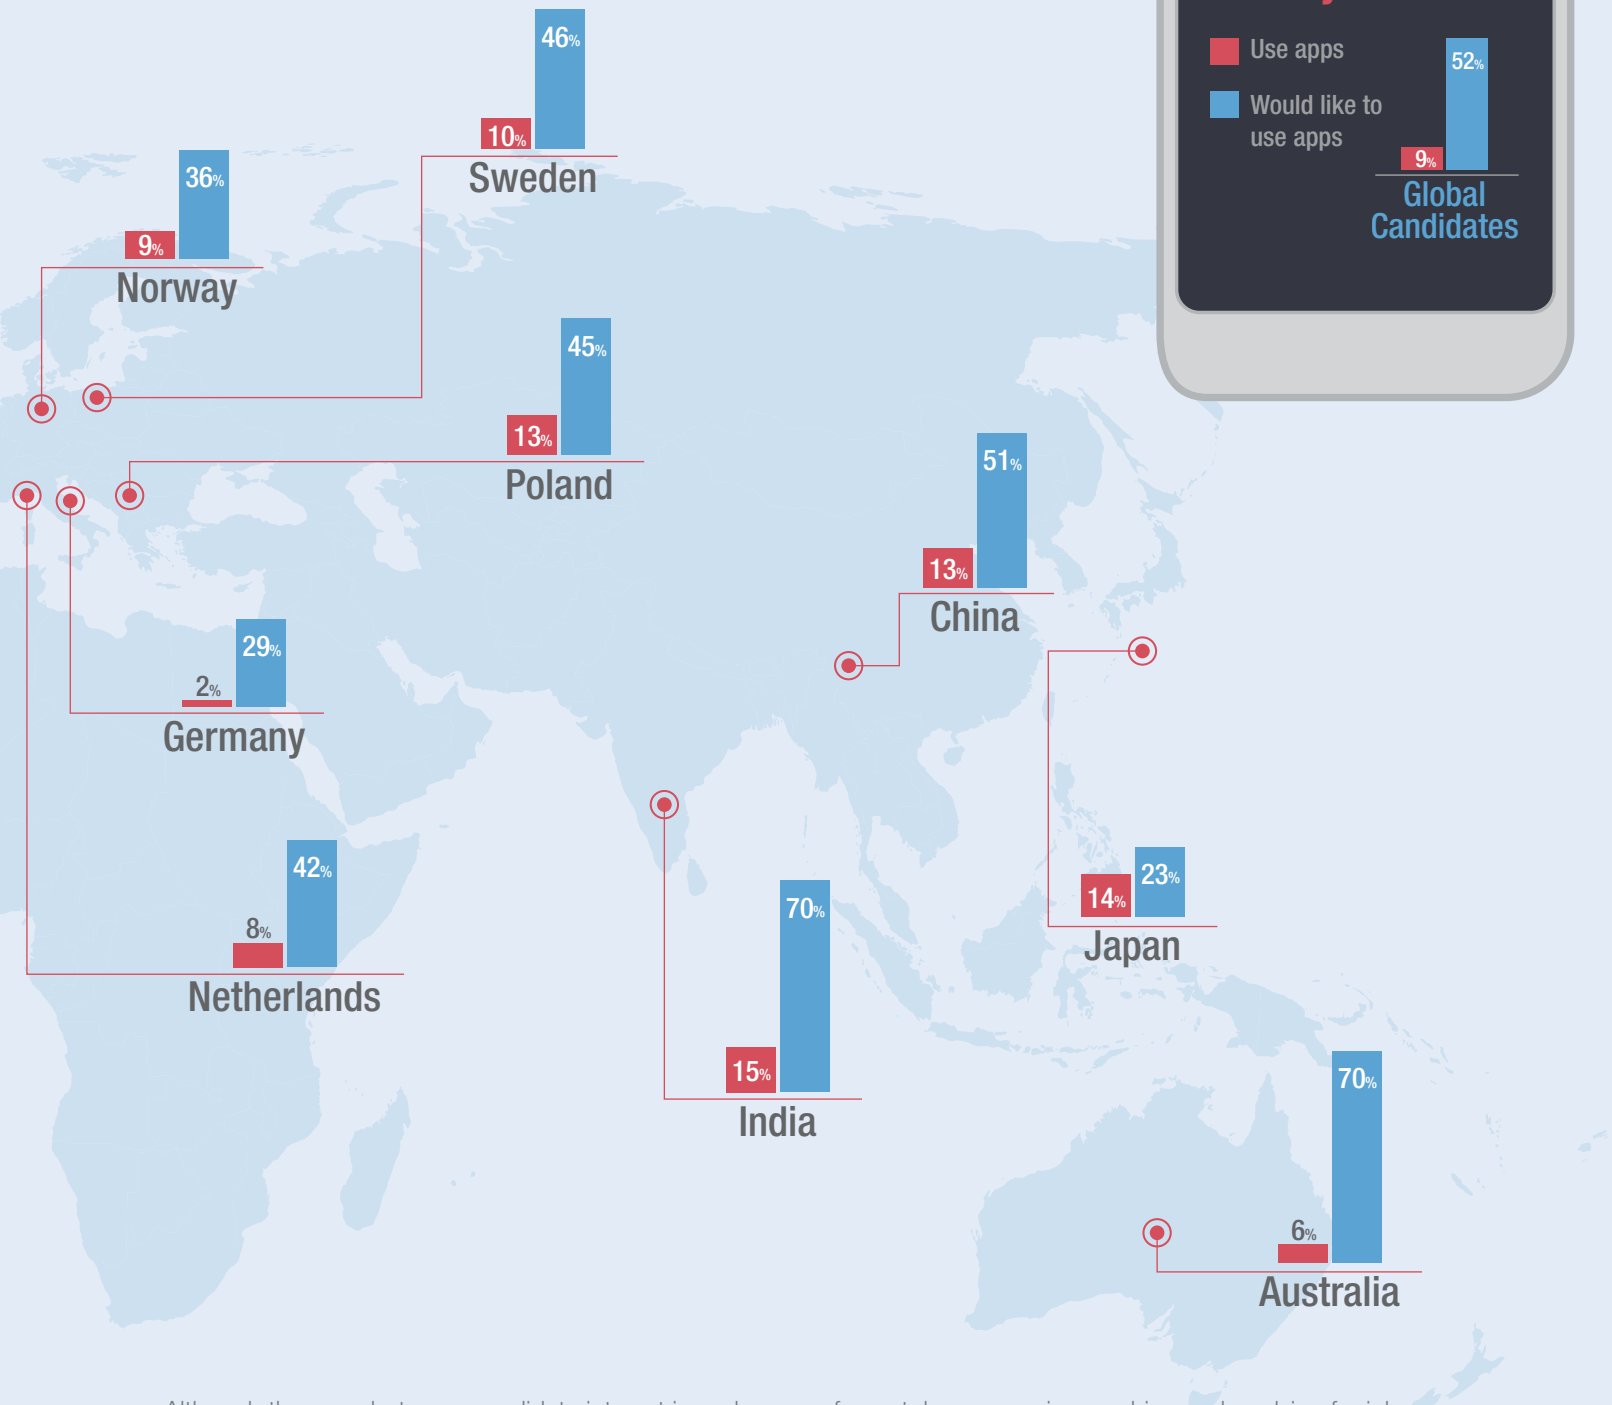 46%
10%
Sweden
36%
9%
Norway
Use apps
Would like to
use apps
52%
9%
Global
Candidates
45%
13%
Poland
51%
13%
China
29%
2%
Germany
42%
8%
Netherlands
70%
15%
India
23%
14%
Japan
70%
6%
Australia